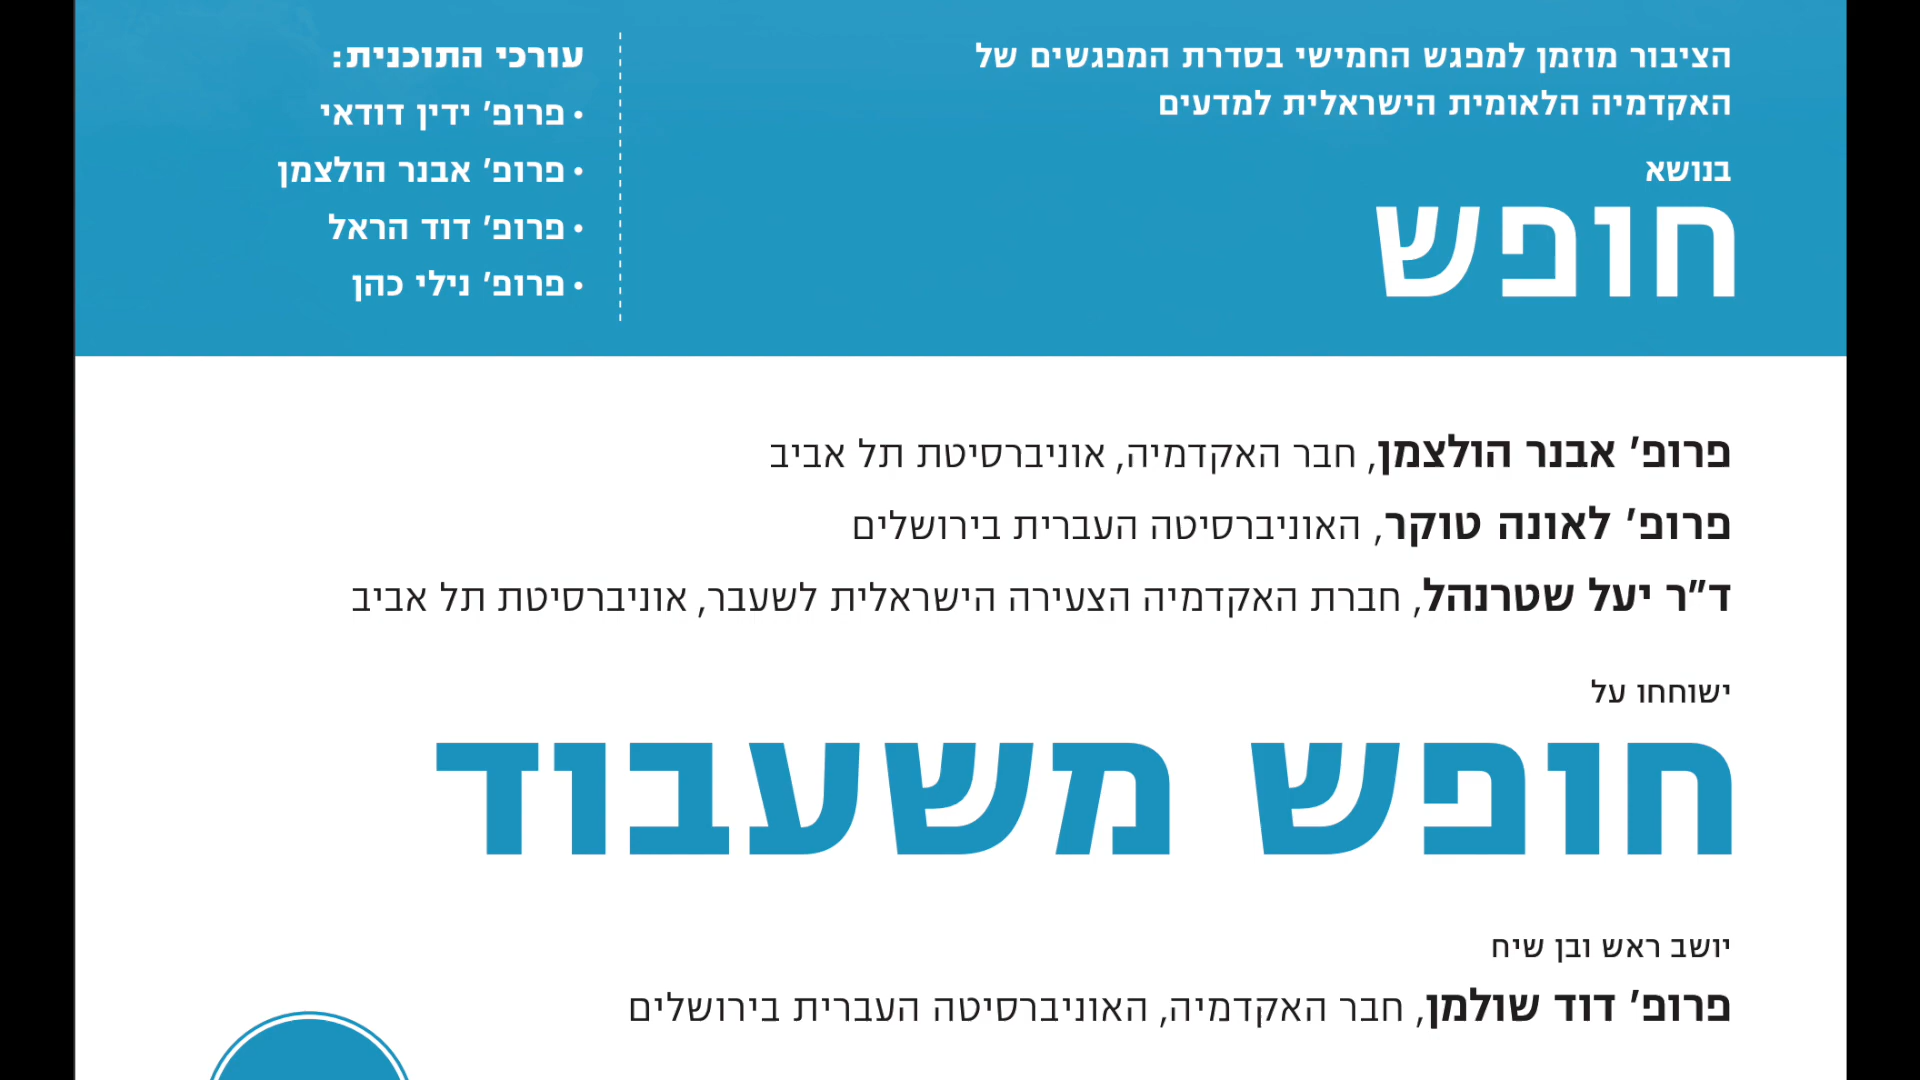 הציבור מוזמן למפגש החמישי בסדרת המפגשים של
האקדמיה הלאומית הישראלית למדעים
בנושא
חופש
עורכי התוכנית:
• פרופ׳ ידין דודאי
• פרופ׳ אבנר הולצמן
• פרופ׳ דוד הראל
• פרופ׳ נילי כהן
פרופ׳ אבנר הולצמן, חבר האקדמיה, אוניברסיטת תל אביב
פרופ׳ לאונה טוקר, האוניברסיטה העברית בירושלים
ד״ר יעל שטרנהל, חברת האקדמיה הצעירה הישראלית לשעבר, אוניברסיטת תל אביב
ישוחחו על
חופש משעבוד
יושב ראש ובן שיח
פרופ׳ דוד שולמן, חבר האקדמיה, האוניברסיטה העברית בירושלים